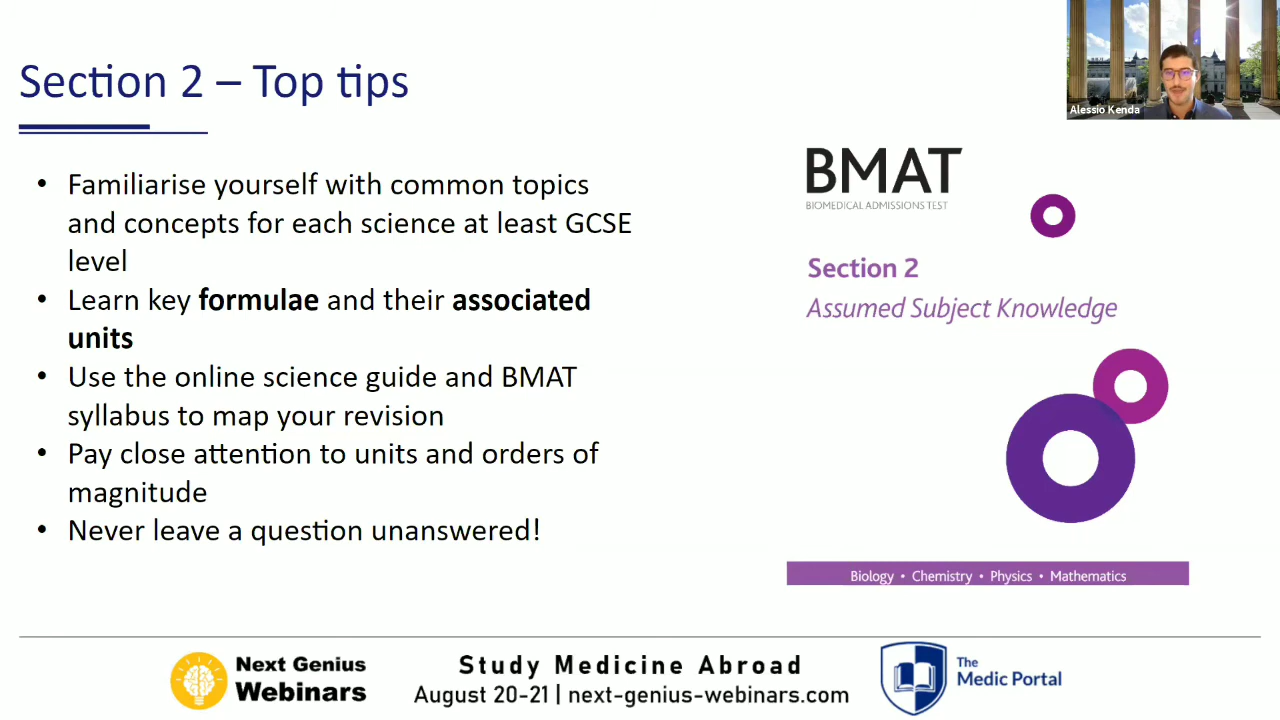 Section 2 – Top tips
Alessio Kenda
• Familiarise yourself with common topics
and concepts for each science at least GCSE
level
• Learn key formulae and their associated
units
• Use the online science guide and BMAT
syllabus to map your revision
• Pay close attention to units and orders of
magnitude
• Never leave a question unanswered!
BMAT
BIOMEDICAL ADMISSIONS TEST
Section 2
Assumed Subject Knowledge
Biology • Chemistry • Physics • Mathematics
Next Genius
Webinars
Study Medicine Abroad
August 20-21 | next-genius-webinars.com
The
Medic Portal